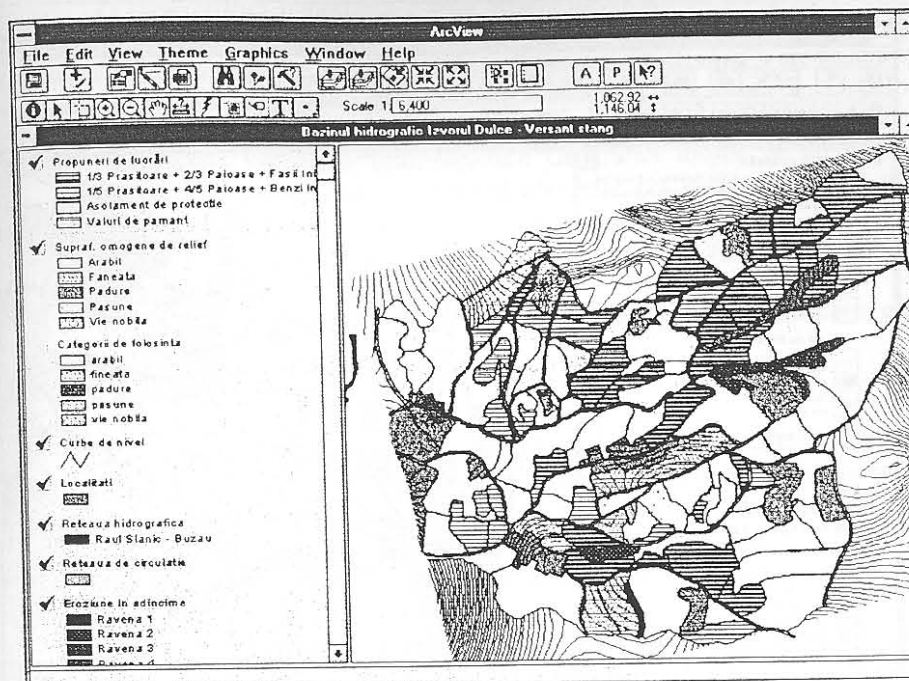 ArcView
File Edit View Theme Graphics Window Help
A P
T
Scale 1: 6,400
1,062.92
1,146.04
Bazinul hidrografic Izvorul Dulce - Versant stang
Propuneri de lucrări
1/3 Prasitoare + 2/3 Paioase + Fasii in
1/5 Prasitoare + 4/5 Paioase + Benzi in
Asolament de protectie
Valuri de pamant
Supraf. omogene de relief
Arabil
Faneata
Padure
Pasune
Vie nobila
Categorii de folosinta
arabil
fineata
padure
pasune
vie nobila
Curbe de nivel
Localitati
Reteaua hidrografica
Raul Slanic - Buzau
Reteaua de circulatie
Eroziune in adincime
Ravena 1
Ravena 2
Ravena 3
Ravena 4